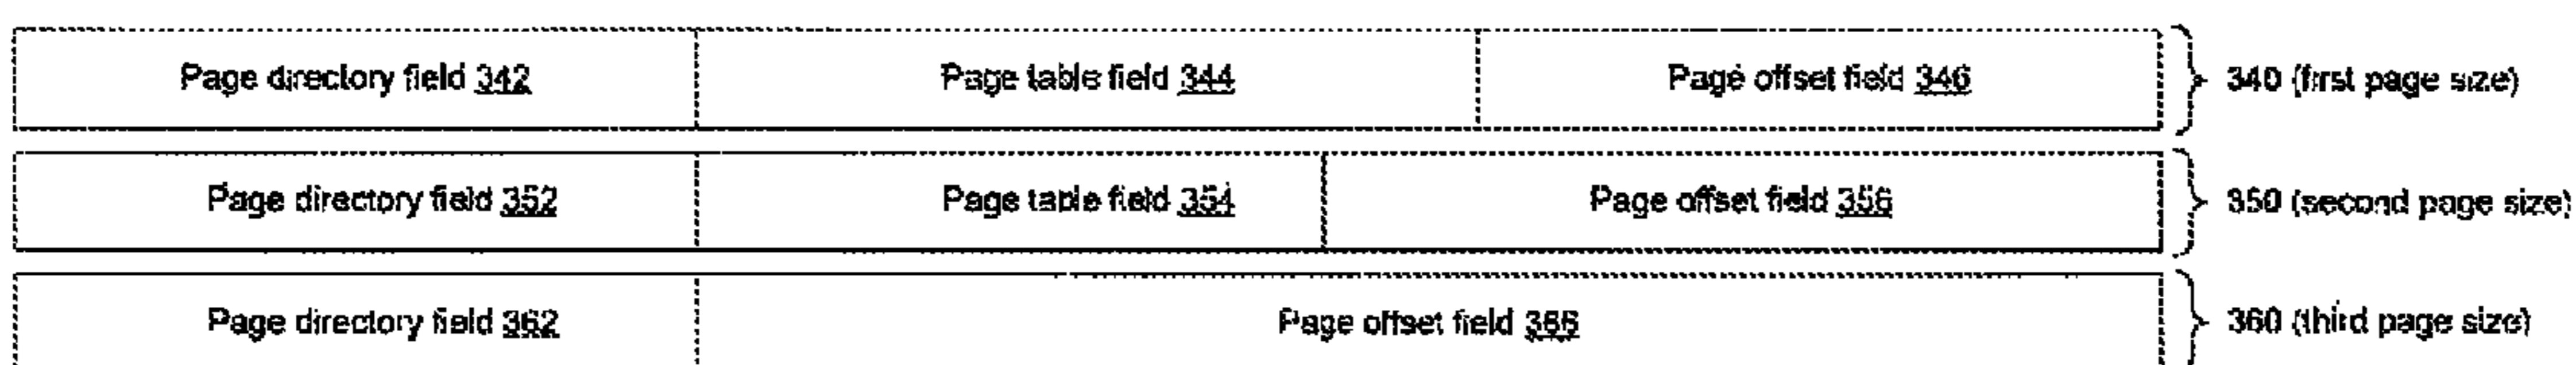 Page directory field 342 Page table field 344 Page offset field 346 340 (first page size)
Page directory field 352 Page table field 354 Page offset field 356 350 (second page size)
Page directory field 362 Page offset field 366 360 (third page size)